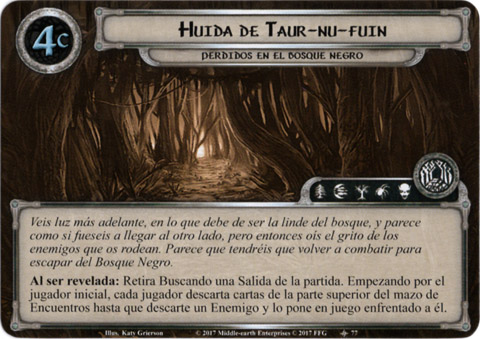 4C
HUIDA DE TAUR-NU-FUIN
PERDIDOS EN EL BOSQUE NEGRO
Veis luz más adelante, en lo que debe de ser la linde del bosque, y parece
como si fueseis a llegar al otro lado, pero entonces oís el grito de los
enemigos que os rodean. Parece que tendréis que volver a combatir para
escapar del Bosque Negro.
Al ser revelada: Retira Buscando una Salida de la partida. Empezando por el
jugador inicial, cada jugador descarta cartas de la parte superior del mazo de
Encuentros hasta que descarte un Enemigo y lo pone en juego enfrentado a él.
Illus. Katy Grierson © 2017 Middle-earth Enterprises © 2017 FFG 77